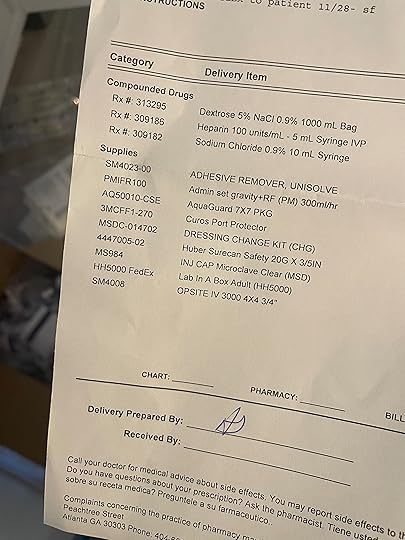 to patient 11/28- sf
INSTRUCTIONS
Category Delivery Item
Compounded Drugs
Rx #: 313295 Dextrose 5% NaCl 0.9% 1000 mL Bag
Rx #: 309186 Heparin 100 units/mL - 5 mL Syringe IVP
Rx #: 309182 Sodium Chloride 0.9% 10 mL Syringe
Supplies
SM4023-00 ADHESIVE REMOVER, UNISOLVE
PMIFR100 Admin set gravity+RF (PM) 300ml/hr
AQ50010-CSE AquaGuard 7X7 PKG
3MCFF1-270 Curos Port Protector
MSDC-014702 DRESSING CHANGE KIT (CHG)
4447005-02 Huber Surecan Safety 20G X 3/5IN
MS984 INJ CAP Microclave Clear (MSD)
HH5000 FedEx Lab In A Box Adult (HH5000)
SM4008 OPSITE IV 3000 4X4 3/4"
CHART: PHARMACY: BILL
Delivery Prepared By:
Received By:
Call your doctor for medical advice about side effects. You may report side effects to th
Do you have questions about your prescription? Ask the pharmacist. Tiene usted
sobre su receta medica? Preguntele a su farmaceutico.
Complaints concerning the practice of pharmacy may
Peachtree Street
Atlanta GA 30303 Phone: 404-